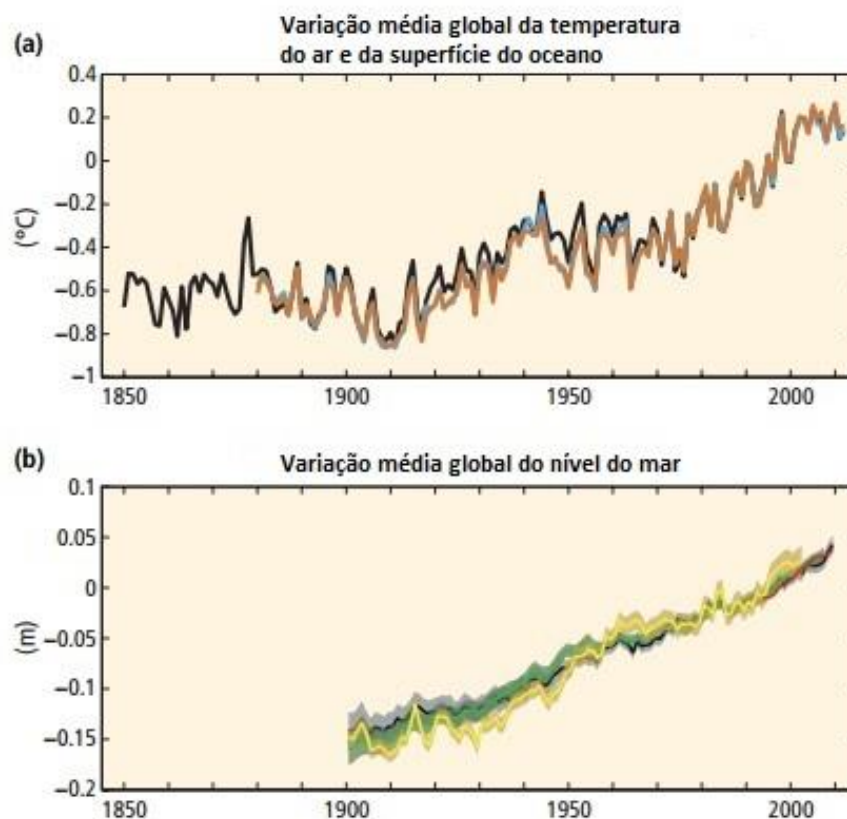 Variação média global da temperatura
do ar e da superfície do oceano
(a)
(ºC)
0.4
0.2
0
−0.2
−0.4
−0.6
−0.8
−1
1850 1900 1950 2000
(b)
Variação média global do nível do mar
(m)
0.1
0.05
0
−0.05
−0.1
−0.15
−0.2
1850 1900 1950 2000